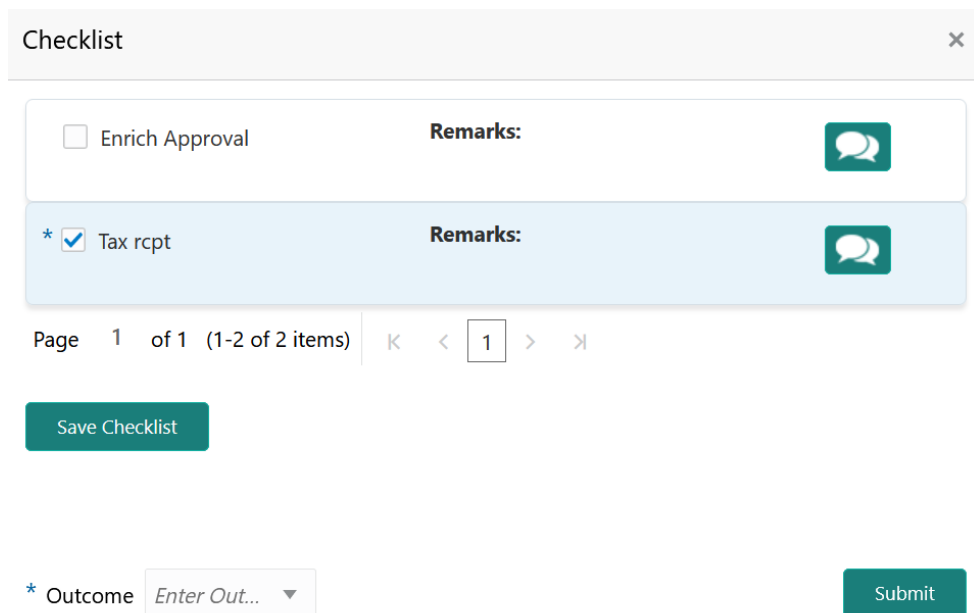 Checklist ×
Enrich Approval Remarks:
* Tax rcpt Remarks:
Page 1 of 1 (1-2 of 2 items) 1
Save Checklist
* Outcome Enter Out... Submit